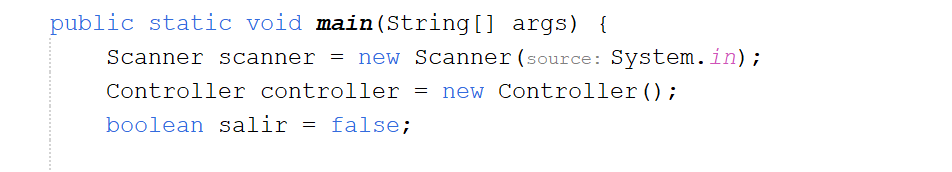 public static void main(String[] args) {
Scanner scanner = new Scanner(source: System.in);
Controller controller = new Controller();
boolean salir = false;